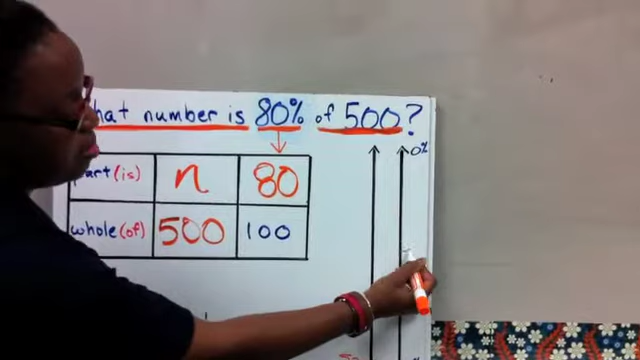 hat number is 80% of 500?
0%
part(is) n 80
whole(of) 500 100